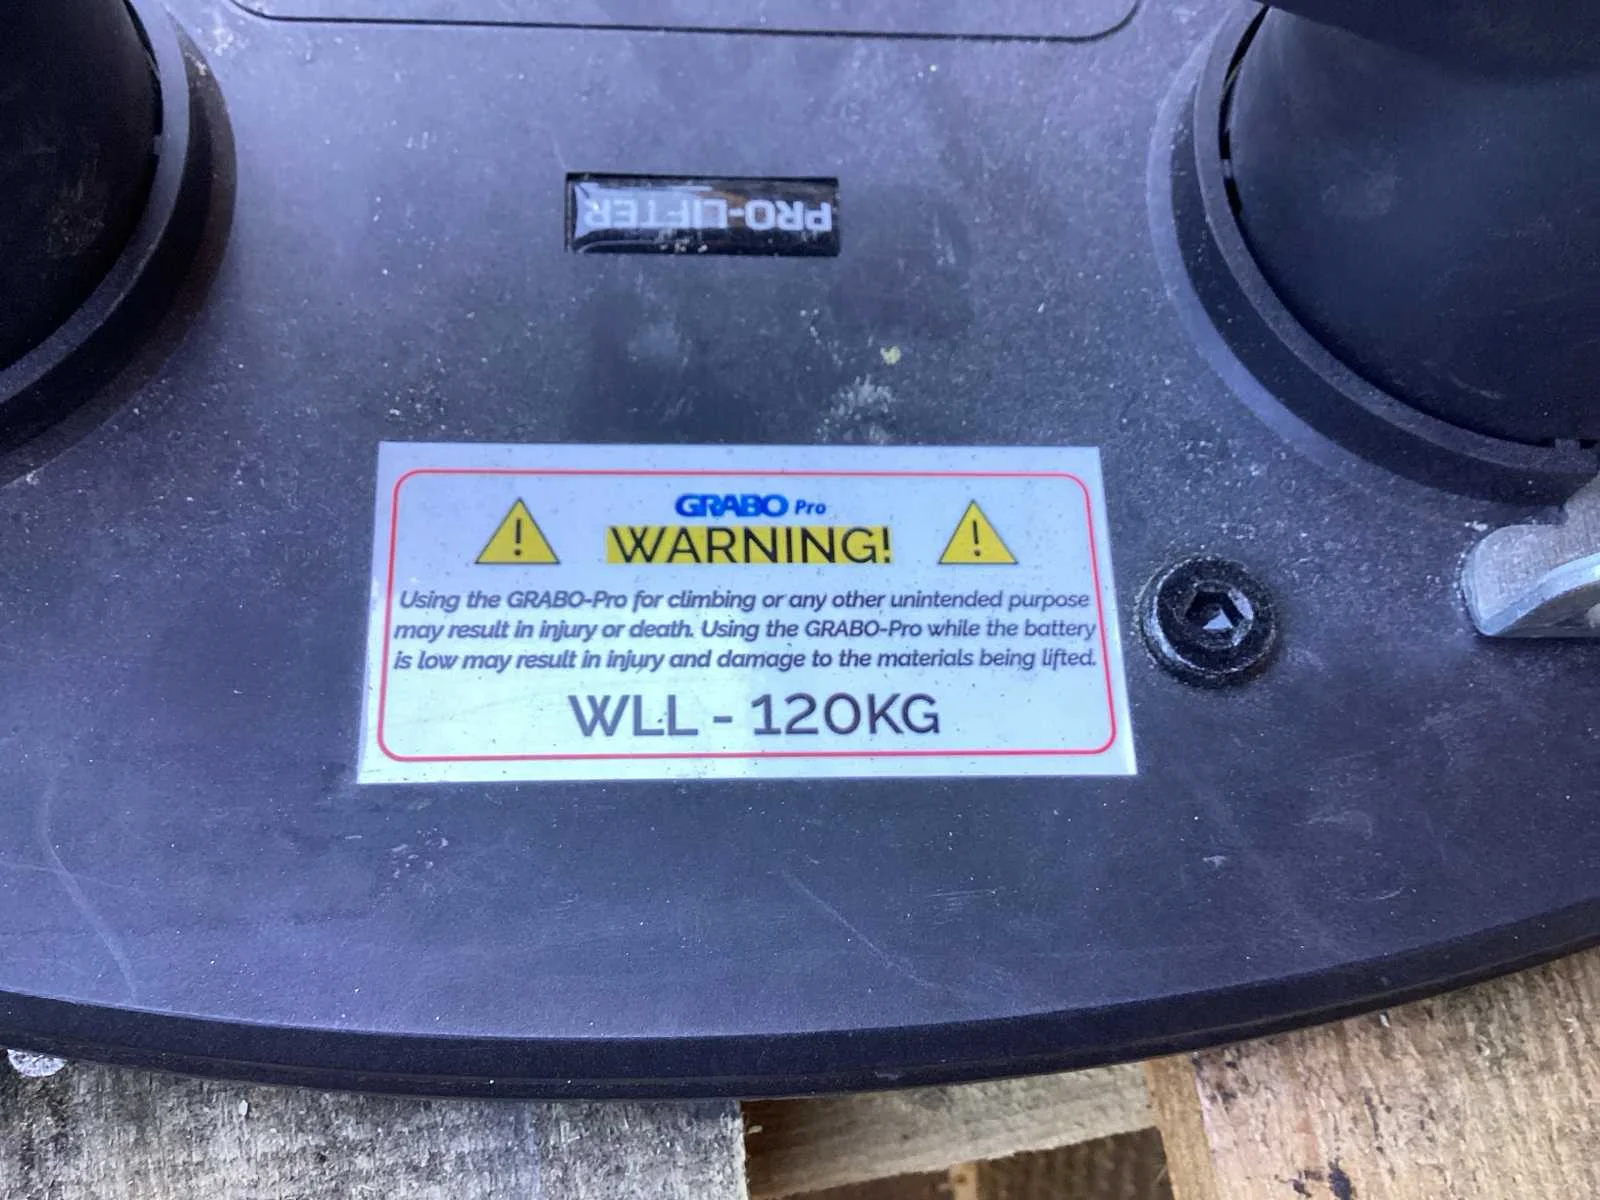 PRO-LIFTER
GRABO Pro
WARNING!
Using the GRABO-Pro for climbing or any other unintended purpose
may result in injury or death. Using the GRABO-Pro while the battery
is low may result in injury and damage to the materials being lifted.
WLL - 120KG